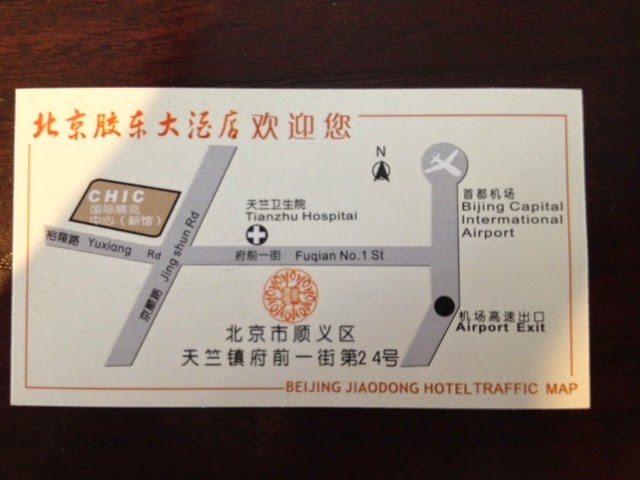 北京胶东大酒店欢迎您
N
CHIC
国际展览
中心（新馆）
天竺卫生院
Tianzhu Hospitai
首都机场
Bijing Capital
International
Airport
裕翔路 Yuxiang Rd
京顺路 Jing shun Rd
府前一街 Fuqian No.1 St
机场高速出口
Airport Exit
北京市顺义区
天竺镇府前一街第24号
BEIJING JIAODONG HOTEL TRAFFIC MAP